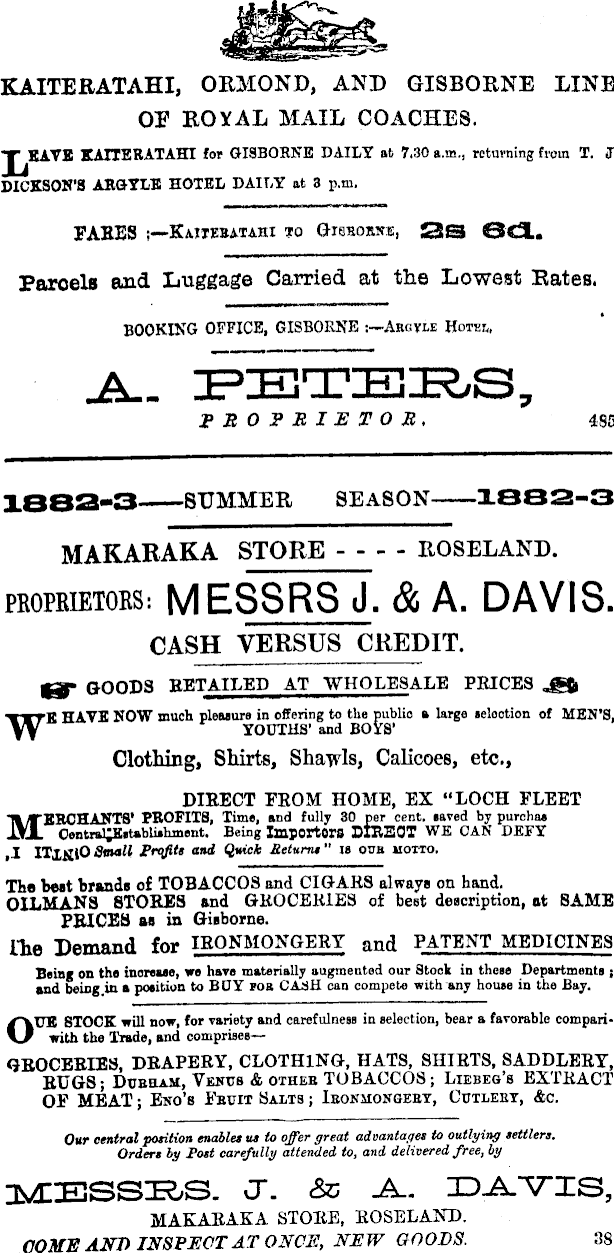 KAITERATAHI, ORMOND, AND GISBORNE LINE
OF ROYAL MAIL COACHES.
LEAVE KAITERATAHI for GISBORNE DAILY at 7.30 a.m., returning from T. J
DICKSON'S ARGYLE HOTEL DAILY at 3 p.m.
FARES ;—KAITERATAHI TO GISBORNE, 2s 6d.
Parcels and Luggage Carried at the Lowest Rates.
BOOKING OFFICE, GISBORNE :—ARGYLE HOTEL,
A. PETERS,
PROPRIETOR. 485
1882-3——SUMMER SEASON——1882-3
MAKARAKA STORE - - - - ROSELAND.
PROPRIETORS: MESSRS J. & A. DAVIS.
CASH VERSUS CREDIT.
GOODS RETAILED AT WHOLESALE PRICES
WE HAVE NOW much pleasure in offering to the public a large selection of MEN'S,
YOUTHS' and BOYS'
Clothing, Shirts, Shawls, Calicoes, etc.,
DIRECT FROM HOME, EX "LOCH FLEET
MERCHANTS' PROFITS, Time, and fully 30 per cent. saved by purchas
Central Establishment. Being Importers DIRECT WE CAN DEFY
Small Profits and Quick Returns" IS OUR MOTTO.
The best brands of TOBACCOS and CIGARS always on hand.
OILMANS STORES and GROCERIES of best description, at SAME
PRICES as in Gisborne.
The Demand for IRONMONGERY and PATENT MEDICINES
Being on the increase, we have materially augmented our Stock in these Departments ;
and being in a position to BUY FOR CASH can compete with any house in the Bay.
OUR STOCK will now, for variety and carefulness in selection, bear a favorable compari-
with the Trade, and comprises—
GROCERIES, DRAPERY, CLOTHING, HATS, SHIRTS, SADDLERY,
RUGS; DURHAM, VENUS & OTHER TOBACCOS; LIEBEG'S EXTRACT
OF MEAT; ENO'S FRUIT SALTS; IRONMONGERY, CUTLERY, &c.
Our central position enables us to offer great advantages to outlying settlers.
Orders by Post carefully attended to, and delivered free, by
MESSRS. J. & A. DAVIS,
MAKARAKA STORE, ROSELAND.
COME AND INSPECT AT ONCE, NEW GOODS. 38